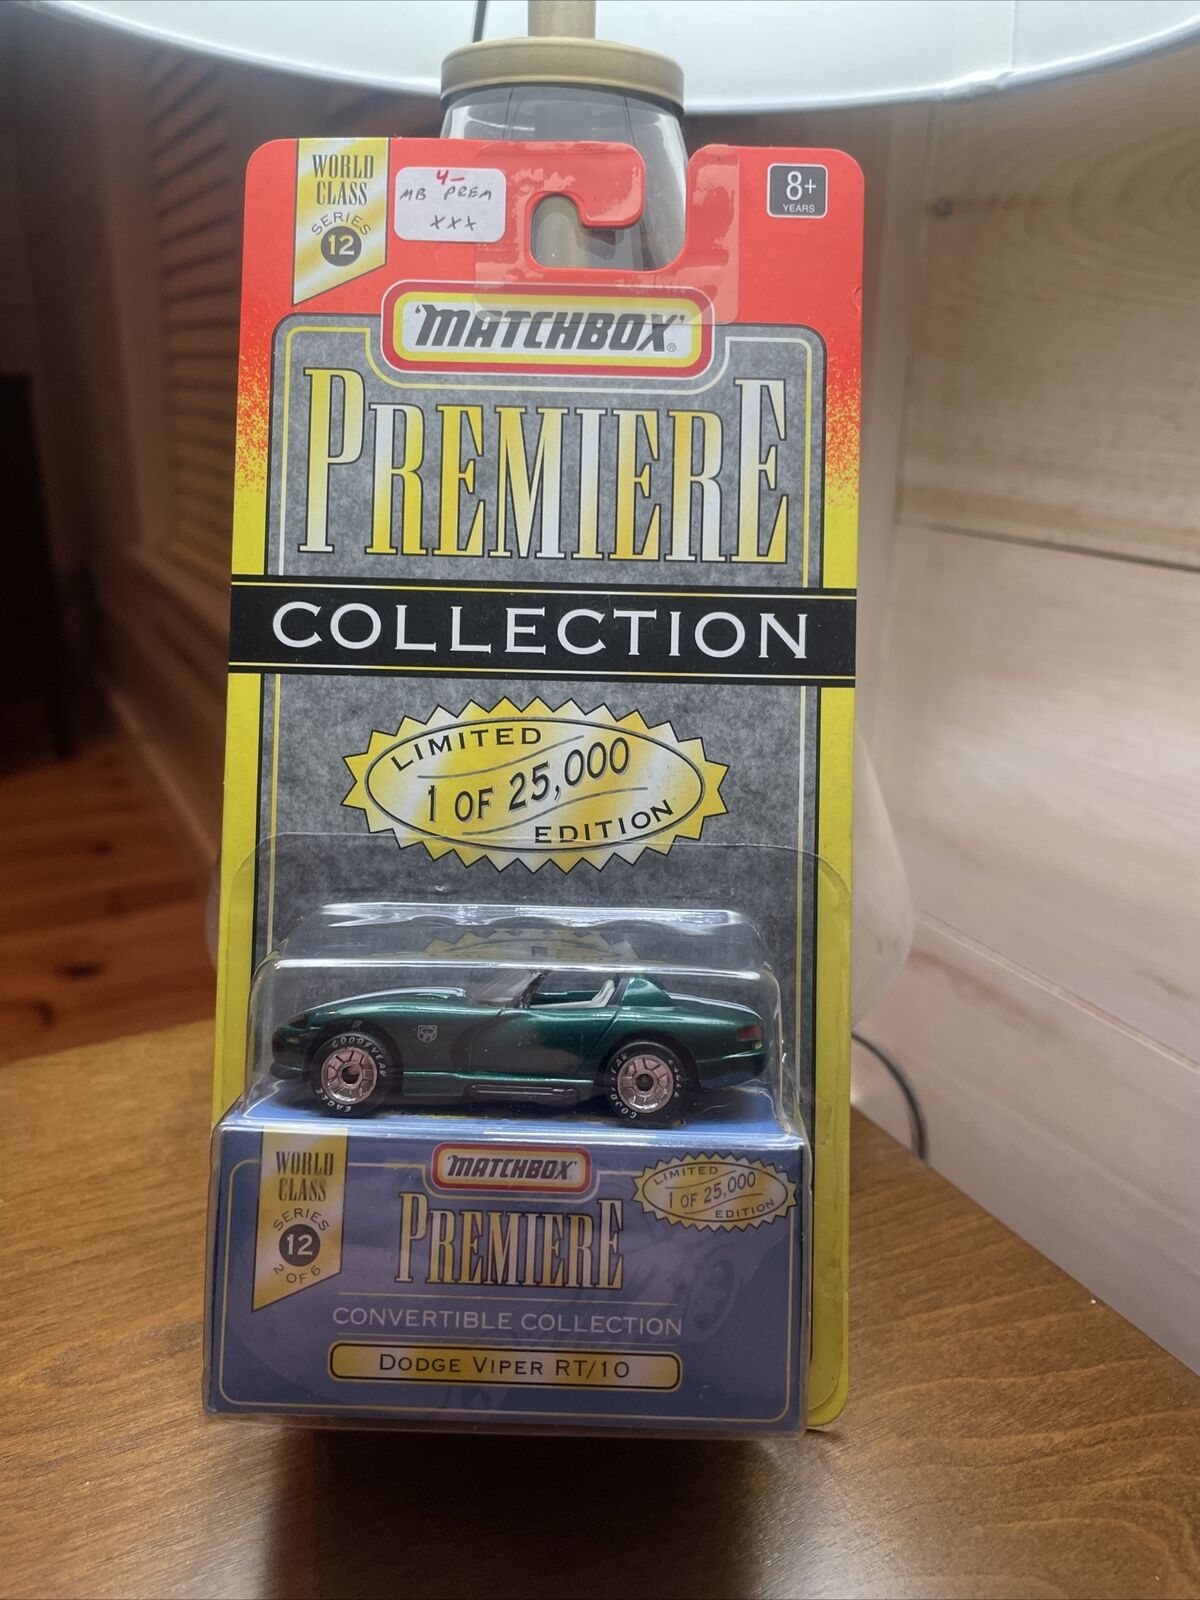 WORLD
CLASS
SERIES
12
4-
MB PREM
XXX
8+
YEARS
'MATCHBOX'®
PREMIERE
COLLECTION
LIMITED
1 OF 25,000
EDITION
GOODYEAR
EAGLE
EAGLE
GOODYEAR
WORLD
CLASS
SERIES
12
2 OF 6
'MATCHBOX'
PREMIERE
LIMITED
1 OF 25,000
EDITION
CONVERTIBLE COLLECTION
DODGE VIPER RT/10